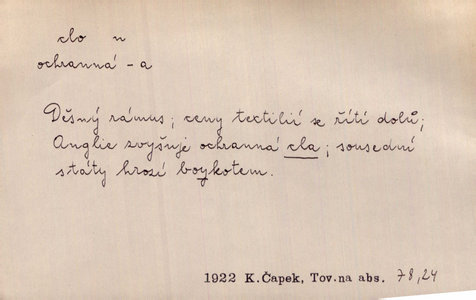 clo n
ochranná - a
Děsný rámus; ceny textilií se řítí dolů;
Anglie zvyšuje ochranná cla; sousední
státy hrozí boykotem.
1922 K.Čapek, Tov.na abs. 78,24